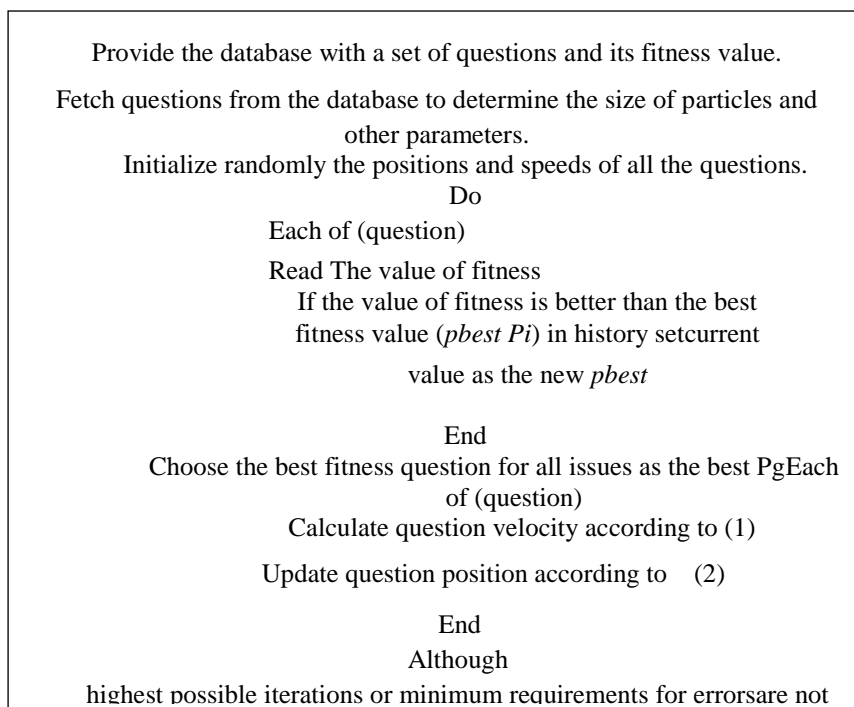 Provide the database with a set of questions and its fitness value.
Fetch questions from the database to determine the size of particles and
other parameters.
Initialize randomly the positions and speeds of all the questions.
Do
Each of (question)
Read The value of fitness
If the value of fitness is better than the best
fitness value (pbest Pi) in history setcurrent
value as the new pbest
End
Choose the best fitness question for all issues as the best PgEach
of (question)
Calculate question velocity according to (1)
Update question position according to (2)
End
Although
highest possible iterations or minimum requirements for errorsare not